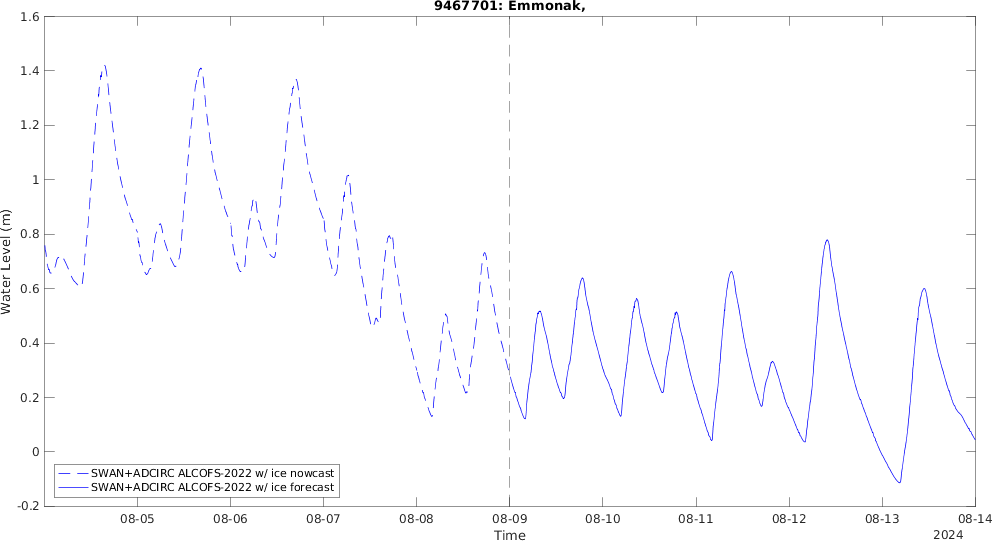 9467701: Emmonak,
1.6
1.4
1.2
1
0.8
0.6
0.4
0.2
0
-0.2
Water Level (m)
SWAN+ADCIRC ALCOFS-2022 w/ ice nowcast
SWAN+ADCIRC ALCOFS-2022 w/ ice forecast
08-05 08-06 08-07 08-08 08-09 08-10 08-11 08-12 08-13 08-14
Time
2024